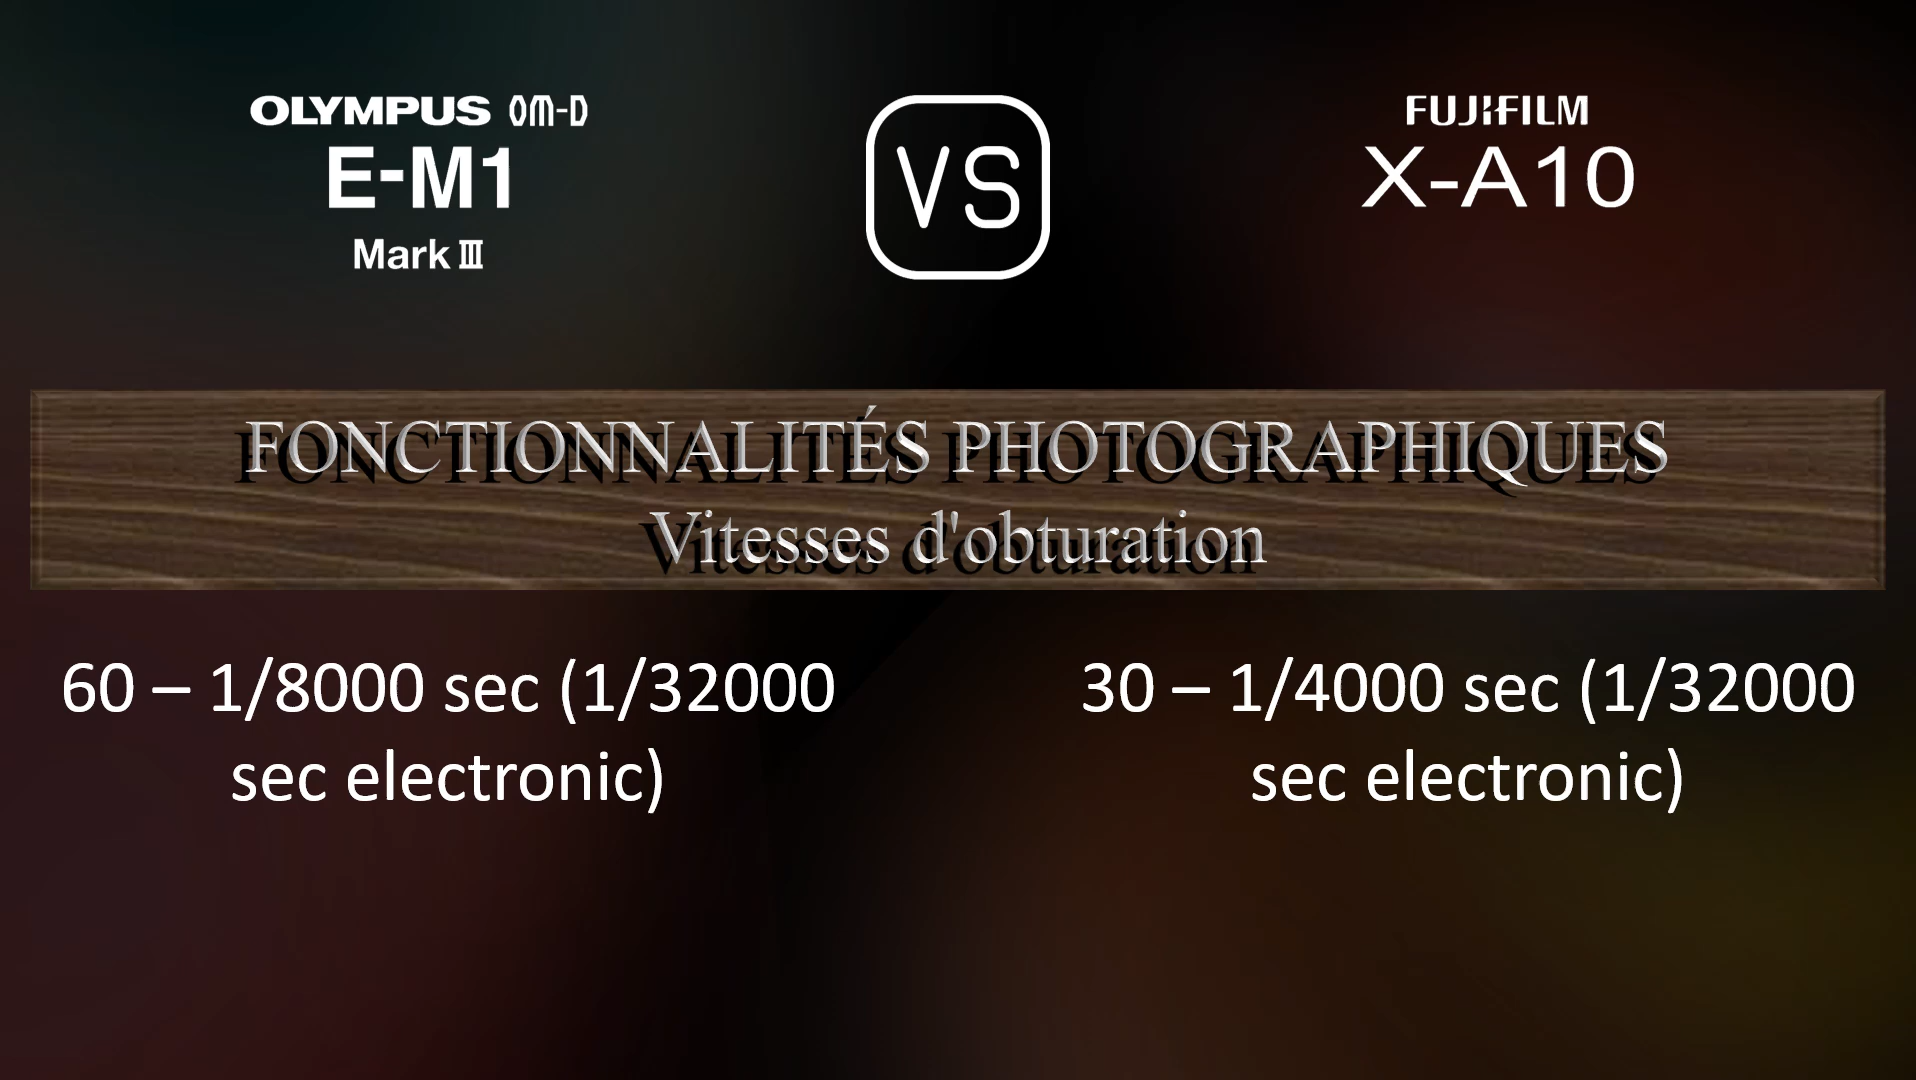 OLYMPUS OM-D
E-M1
Mark III
VS
FUJIFILM
X-A10
FONCTIONNALITÉS PHOTOGRAPHIQUES
Vitesses d'obturation
60 – 1/8000 sec (1/32000
sec electronic)
30 – 1/4000 sec (1/32000
sec electronic)